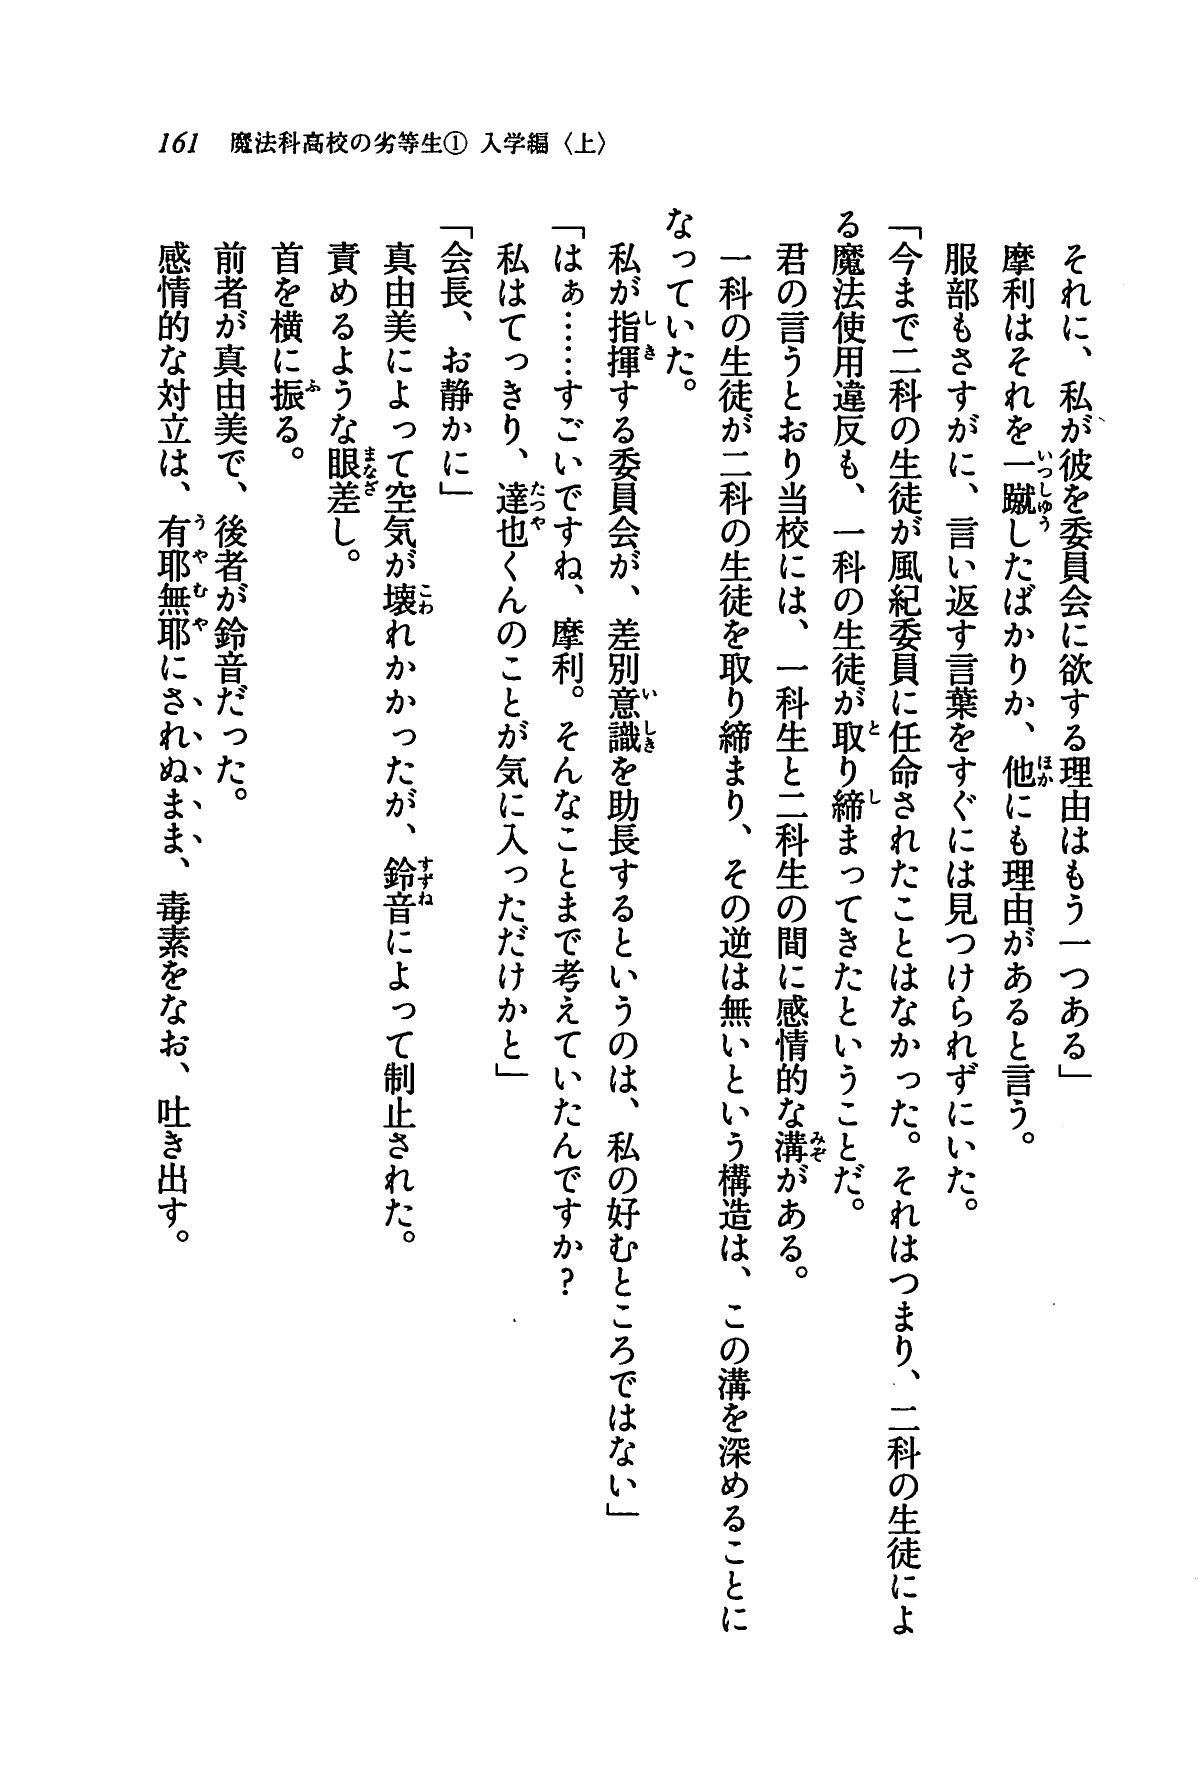 161 魔法科高校の劣等生① 入学編〈上〉
それに、私が彼を委員会に欲する理由はもう一つある」
摩利はそれを一蹴したばかりか、他にも理由があると言う。
服部もさすがに、言い返す言葉をすぐには見つけられずにいた。
「今まで二科の生徒が風紀委員に任命されたことはなかった。それはつまり、二科の生徒によ
る魔法使用違反も、一科の生徒が取り締まってきたということだ。
君の言うとおり当校には、一科生と二科生の間に感情的な溝がある。
一科の生徒が二科の生徒を取り締まり、その逆は無いという構造は、この溝を深めることに
なっていた。
私が指揮する委員会が、差別意識を助長するというのは、私の好むところではない」
「はぁ……すごいですね、摩利。そんなことまで考えていたんですか?
私はてっきり、達也くんのことが気に入っただけかと」
「会長、お静かに」
真由美によって空気が壊れかかったが、鈴音によって制止された。
責めるような眼差し。
首を横に振る。
前者が真由美で、後者が鈴音だった。
感情的な対立は、有耶無耶にされぬまま、毒素をなお、吐き出す。